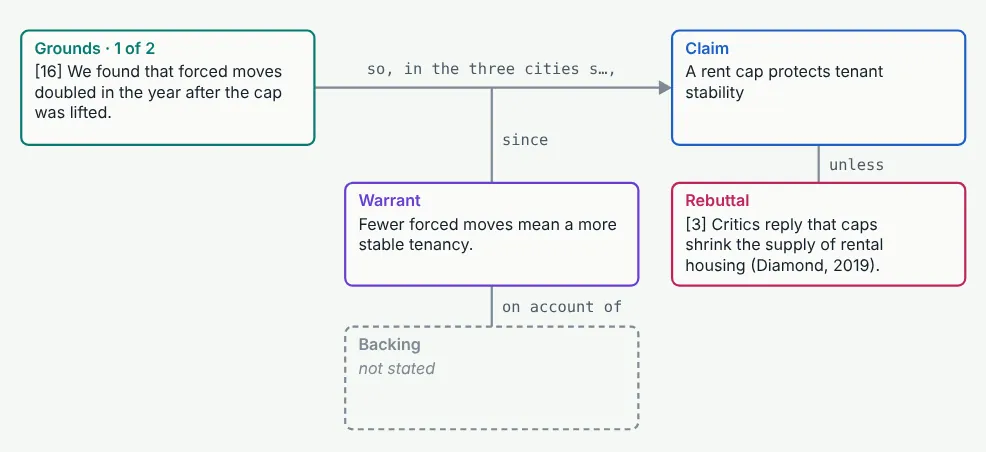 Grounds · 1 of 2
[16] We found that forced moves
doubled in the year after the cap
was lifted.
so, in the three cities s…,
Claim
A rent cap protects tenant
stability
since
unless
Warrant
Fewer forced moves mean a more
stable tenancy.
Rebuttal
[3] Critics reply that caps
shrink the supply of rental
housing (Diamond, 2019).
on account of
Backing
not stated